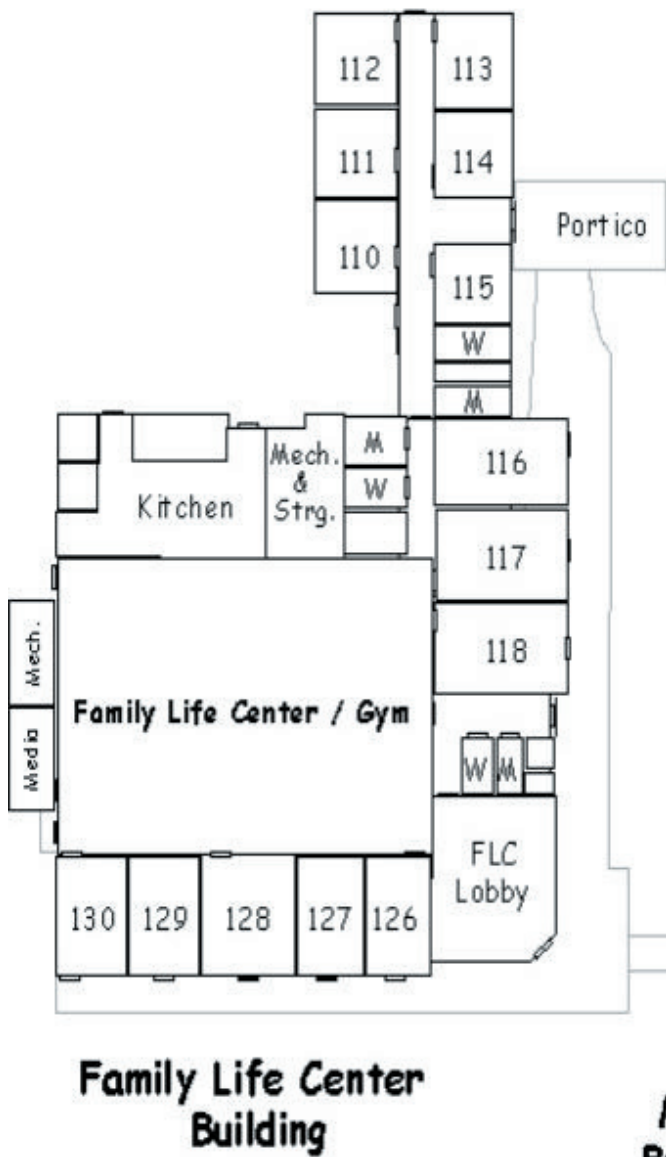 112
113
111
114
110
Portico
115
W
M
116
M
Mech.
& 
Strg.
W
Kitchen
117
118
Mech.
Family Life Center / Gym
Media
W
M
FLC
Lobby
130
129
128
127
126
Family Life Center
Building